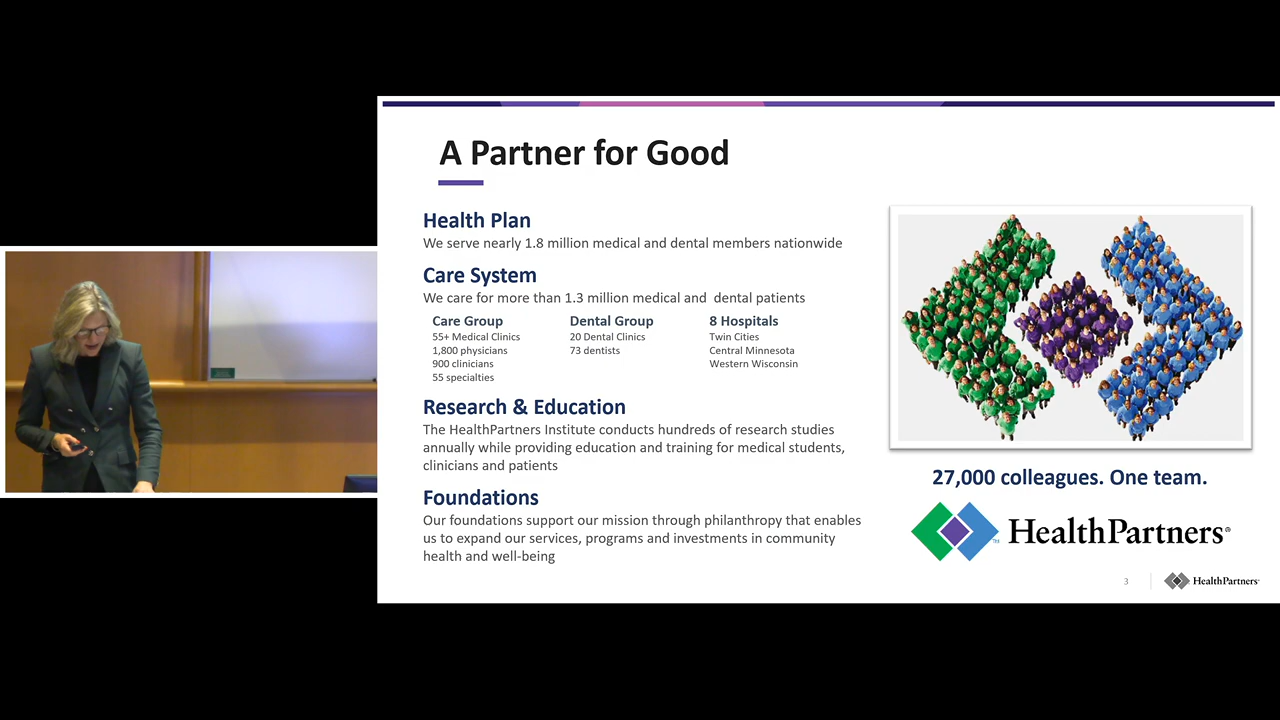 A Partner for Good
Health Plan
We serve nearly 1.8 million medical and dental members nationwide
Care System
We care for more than 1.3 million medical and  dental patients
Care Group
55+ Medical Clinics
1,800 physicians
900 clinicians
55 specialties
Dental Group
20 Dental Clinics
73 dentists
8 Hospitals
Twin Cities
Central Minnesota
Western Wisconsin
Research & Education
The HealthPartners Institute conducts hundreds of research studies
annually while providing education and training for medical students,
clinicians and patients
Foundations
Our foundations support our mission through philanthropy that enables
us to expand our services, programs and investments in community
health and well-being
27,000 colleagues. One team.
TM
HealthPartners®
3
HealthPartners®